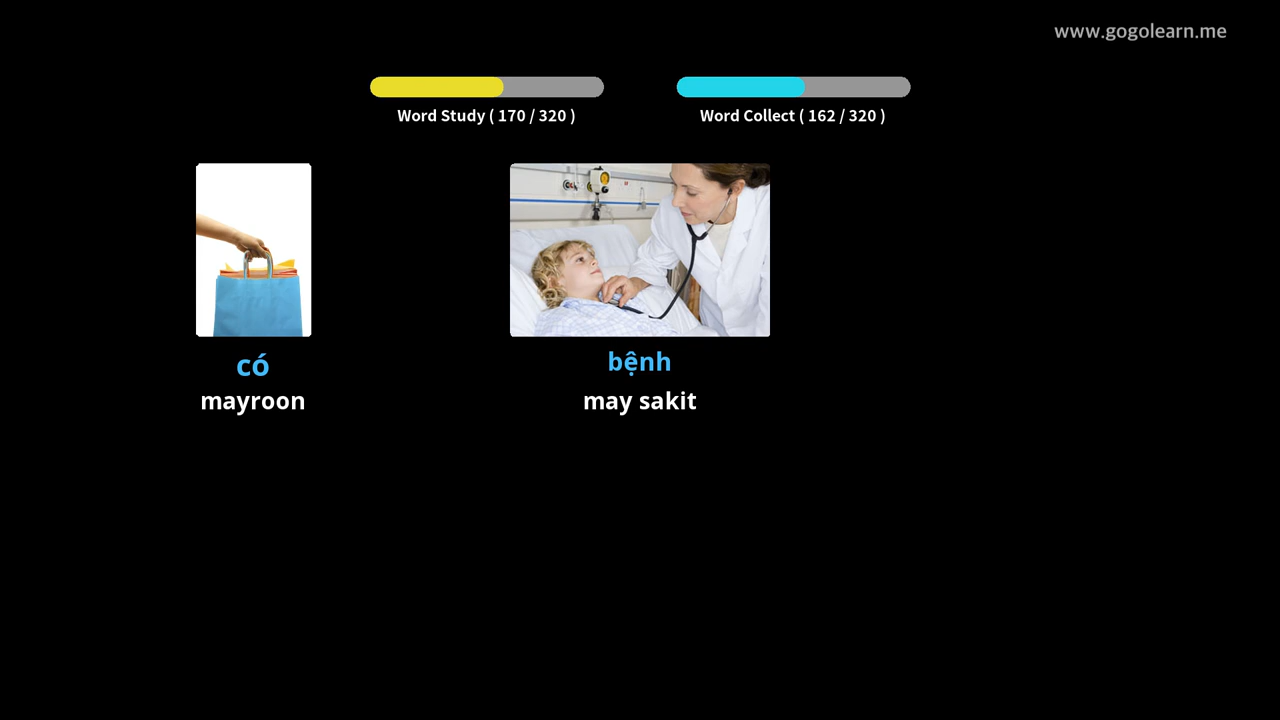 www.gogolearn.me
Word Study ( 170 / 320 )
Word Collect ( 162 / 320 )
có
mayroon
bệnh
may sakit